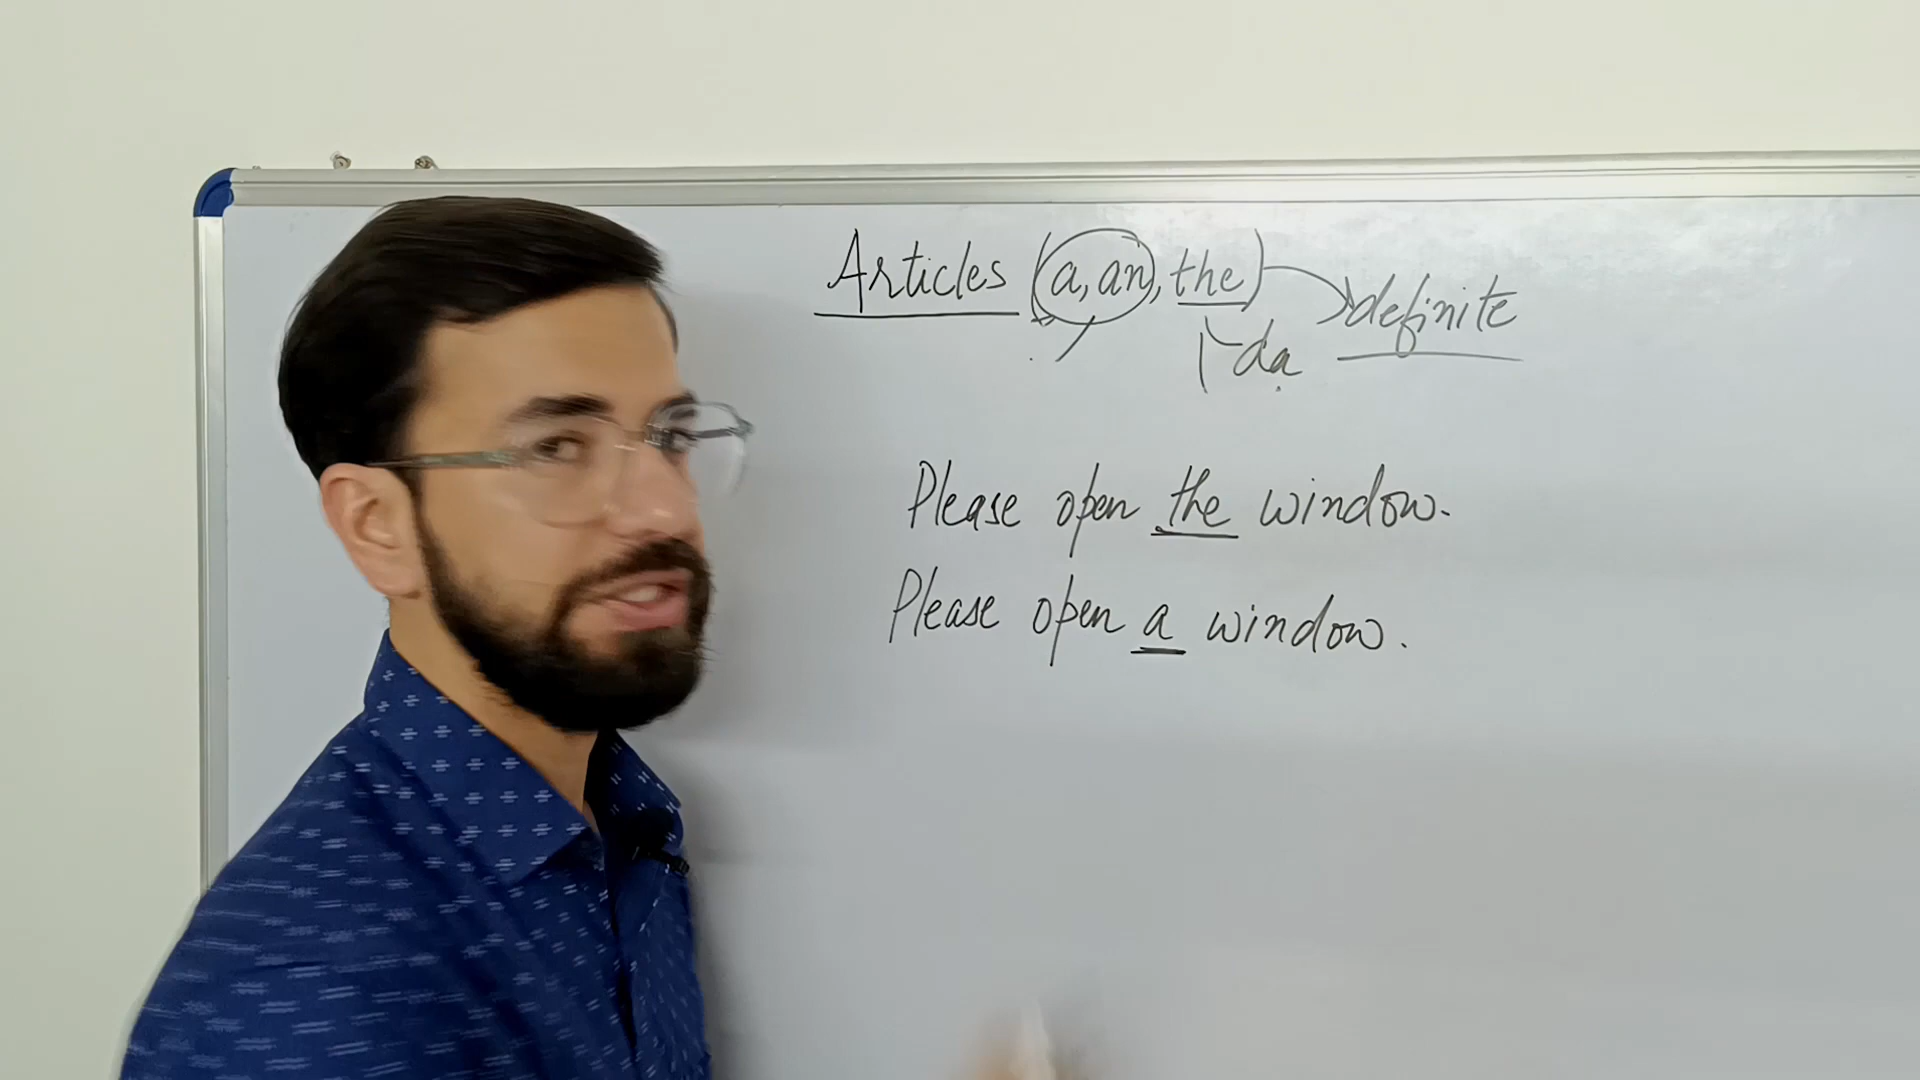 Articles (a, an, the) definite
da
Please open the window.
Please open a window.